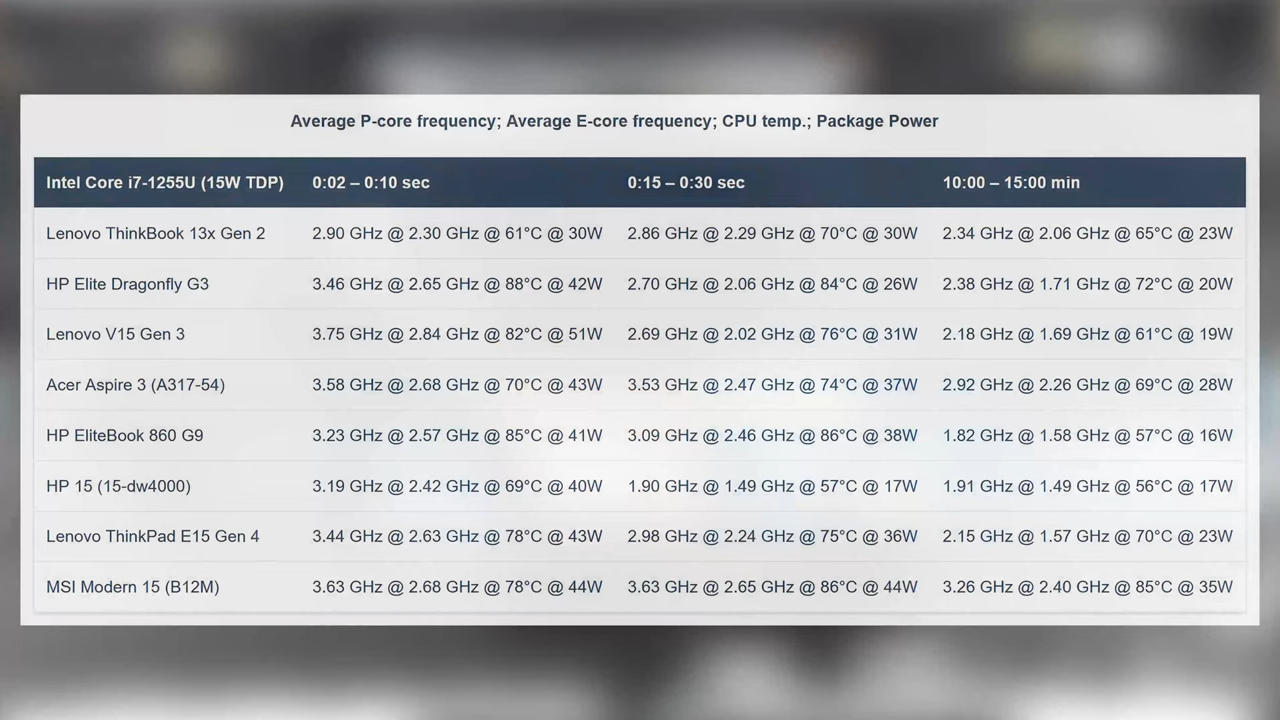 Average P-core frequency; Average E-core frequency; CPU temp.; Package Power
Intel Core i7-1255U (15W TDP) 0:02 – 0:10 sec 0:15 – 0:30 sec 10:00 – 15:00 min
Lenovo ThinkBook 13x Gen 2 2.90 GHz @ 2.30 GHz @ 61°C @ 30W 2.86 GHz @ 2.29 GHz @ 70°C @ 30W 2.34 GHz @ 2.06 GHz @ 65°C @ 23W
HP Elite Dragonfly G3 3.46 GHz @ 2.65 GHz @ 88°C @ 42W 2.70 GHz @ 2.06 GHz @ 84°C @ 26W 2.38 GHz @ 1.71 GHz @ 72°C @ 20W
Lenovo V15 Gen 3 3.75 GHz @ 2.84 GHz @ 82°C @ 51W 2.69 GHz @ 2.02 GHz @ 76°C @ 31W 2.18 GHz @ 1.69 GHz @ 61°C @ 19W
Acer Aspire 3 (A317-54) 3.58 GHz @ 2.68 GHz @ 70°C @ 43W 3.53 GHz @ 2.47 GHz @ 74°C @ 37W 2.92 GHz @ 2.26 GHz @ 69°C @ 28W
HP EliteBook 860 G9 3.23 GHz @ 2.57 GHz @ 85°C @ 41W 3.09 GHz @ 2.46 GHz @ 86°C @ 38W 1.82 GHz @ 1.58 GHz @ 57°C @ 16W
HP 15 (15-dw4000) 3.19 GHz @ 2.42 GHz @ 69°C @ 40W 1.90 GHz @ 1.49 GHz @ 57°C @ 17W 1.91 GHz @ 1.49 GHz @ 56°C @ 17W
Lenovo ThinkPad E15 Gen 4 3.44 GHz @ 2.63 GHz @ 78°C @ 43W 2.98 GHz @ 2.24 GHz @ 75°C @ 36W 2.15 GHz @ 1.57 GHz @ 70°C @ 23W
MSI Modern 15 (B12M) 3.63 GHz @ 2.68 GHz @ 78°C @ 44W 3.63 GHz @ 2.65 GHz @ 86°C @ 44W 3.26 GHz @ 2.40 GHz @ 85°C @ 35W